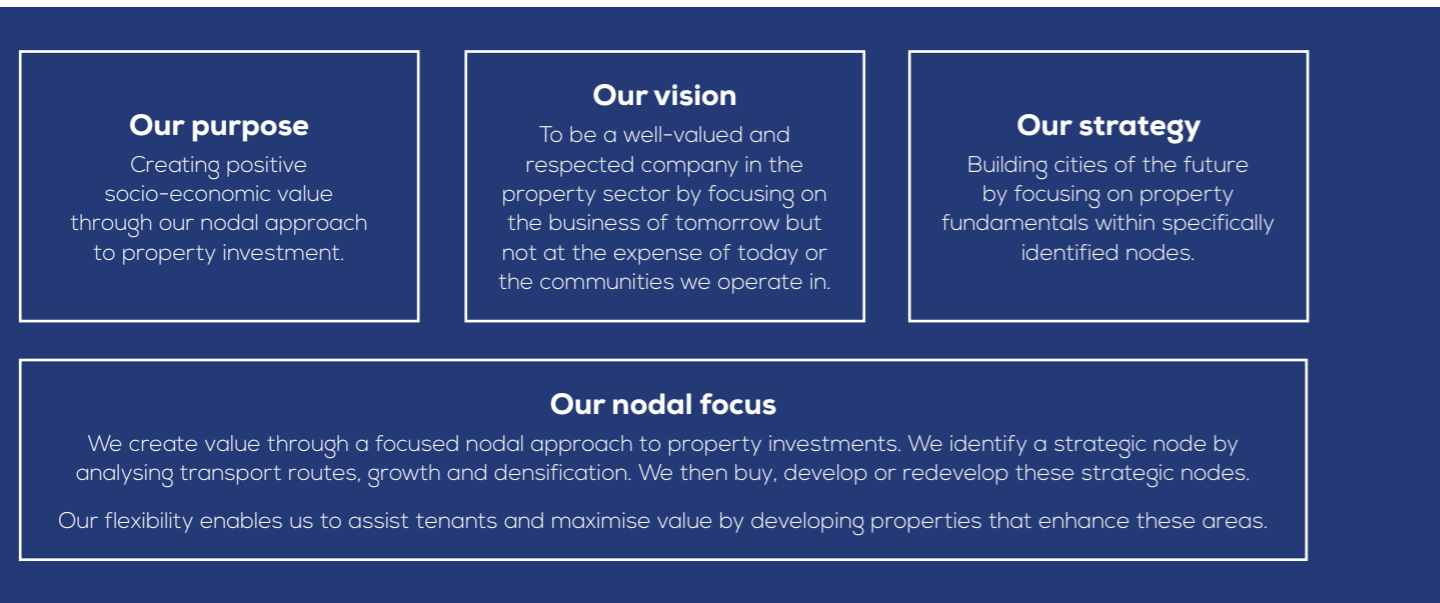 Our purpose
Creating positive
socio-economic value
through our nodal approach
to property investment.
Our vision
To be a well-valued and
respected company in the
property sector by focusing on
the business of tomorrow but
not at the expense of today or
the communities we operate in.
Our strategy
Building cities of the future
by focusing on property
fundamentals within specifically
identified nodes.
Our nodal focus
We create value through a focused nodal approach to property investments. We identify a strategic node by
analysing transport routes, growth and densification. We then buy, develop or redevelop these strategic nodes.
Our flexibility enables us to assist tenants and maximise value by developing properties that enhance these areas.